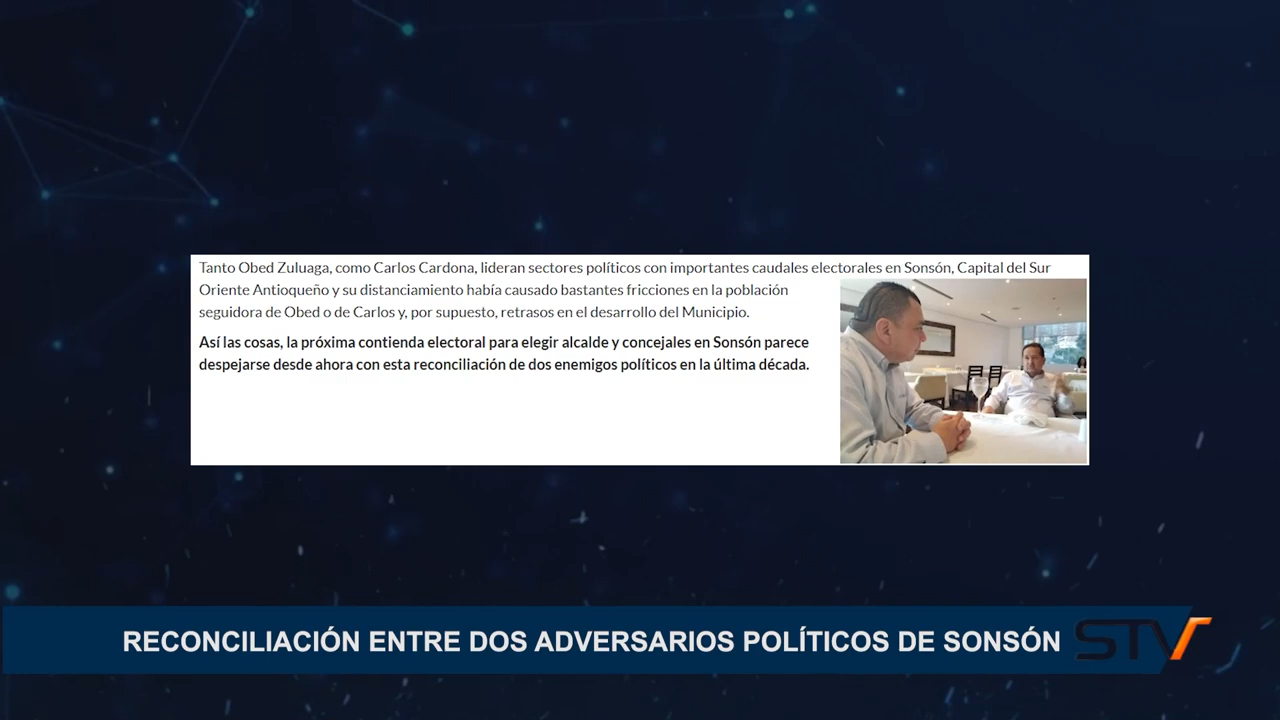 Tanto Obed Zuluaga, como Carlos Cardona, lideran sectores políticos con importantes caudales electorales en Sonsón, Capital del Sur
Oriente Antioqueño y su distanciamiento había causado bastantes fricciones en la población
seguidora de Obed o de Carlos y, por supuesto, retrasos en el desarrollo del Municipio.
Así las cosas, la próxima contienda electoral para elegir alcalde y concejales en Sonsón parece
despejarse desde ahora con esta reconciliación de dos enemigos políticos en la última década.
RECONCILIACIÓN ENTRE DOS ADVERSARIOS POLÍTICOS DE SONSÓN
STV